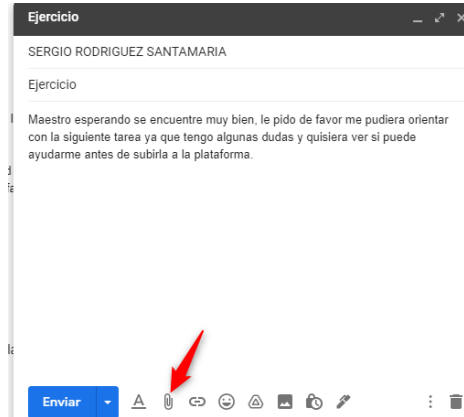 Ejercicio
SERGIO RODRIGUEZ SANTAMARIA
Ejercicio
Maestro esperando se encuentre muy bien, le pido de favor me pudiera orientar
con la siguiente tarea ya que tengo algunas dudas y quisiera ver si puede
ayudarme antes de subirla a la plataforma.
Enviar